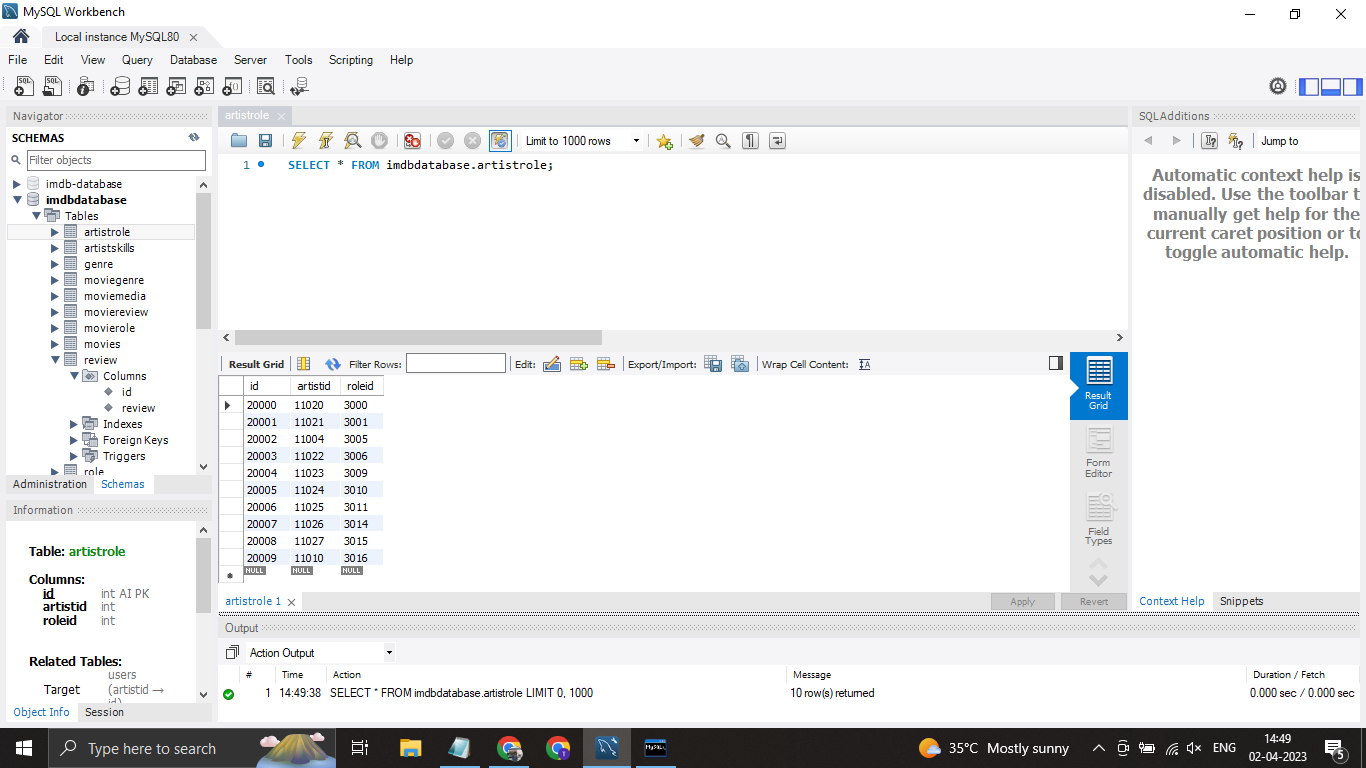 MySQL Workbench
Local instance MySQL80
File Edit View Query Database Server Tools Scripting Help
Navigator
SCHEMAS
Filter objects
imdb-database
imdbdatabase
Tables
artistrole
artistskills
genre
moviegenre
moviemedia
moviereview
movierole
movies
review
Columns
id
review
Indexes
Foreign Keys
Triggers
role
Administration Schemas
Information
Table: artistrole
Columns:
id int AI PK
artistid int
roleid int
Related Tables:
Target users
(artistid →
id)
Object Info Session
artistrole
Limit to 1000 rows
1 SELECT * FROM imdbdatabase.artistrole;
Result Grid Filter Rows: Edit: Export/Import: Wrap Cell Content:
id artistid roleid
20000 11020 3000
20001 11021 3001
20002 11004 3005
20003 11022 3006
20004 11023 3009
20005 11024 3010
20006 11025 3011
20007 11026 3014
20008 11027 3015
20009 11010 3016
NULL NULL NULL
Result
Grid
Form
Editor
Field
Types
artistrole 1
Apply Revert
Output
Action Output
# Time Action Message Duration / Fetch
1 14:49:38 SELECT * FROM imdbdatabase.artistrole LIMIT 0, 1000 10 row(s) returned 0.000 sec / 0.000 sec
SQLAdditions
Jump to
Automatic context help is
disabled. Use the toolbar t
manually get help for the
current caret position or to
toggle automatic help.
Context Help Snippets
Type here to search
35°C Mostly sunny
ENG
14:49
02-04-2023
5